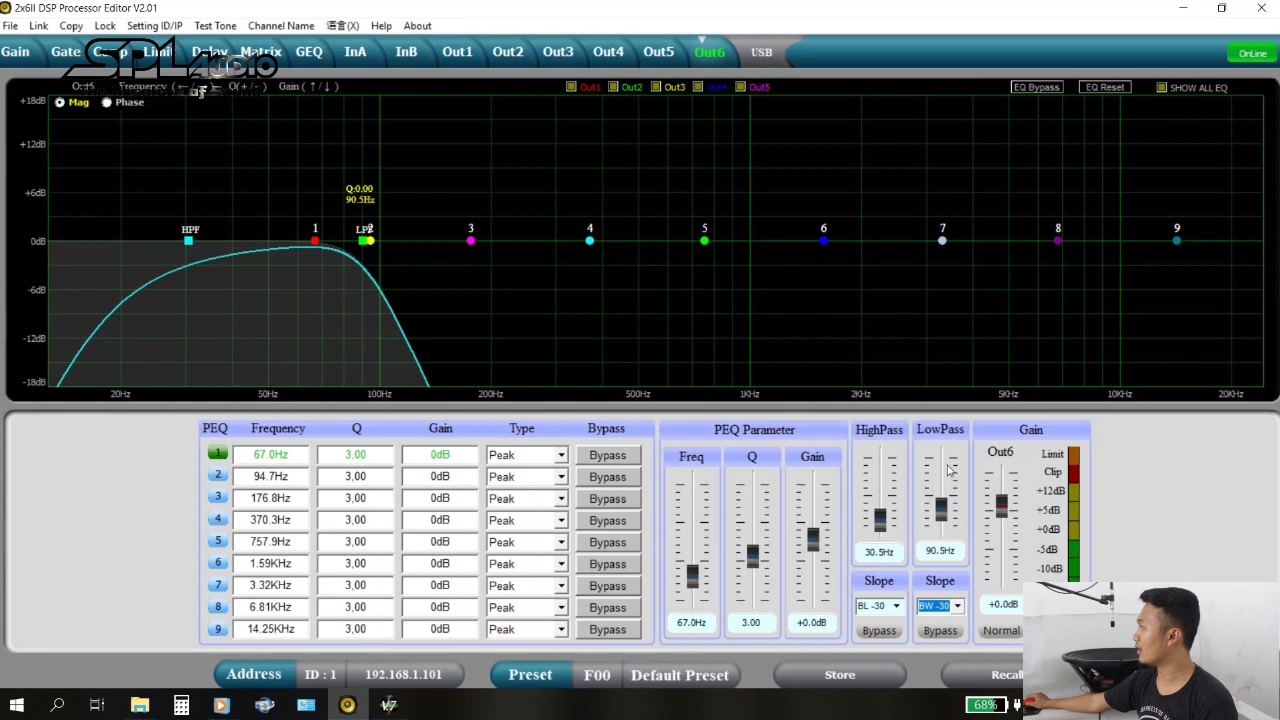 2x6II DSP Processor Editor V2.01
File Link Copy Lock Setting ID/IP Test Tone Channel Name 语言(X) Help About
Gain Gate Comp Limit Delay Matrix GEQ InA InB Out1 Out2 Out3 Out4 Out5 Out6 USB OnLine
SPL AUDIO
Out6 Frequency (←/→) Q(+/-) Gain (↑/↓) Out1 Out2 Out3 Out4 Out5 EQ Bypass EQ Reset SHOW ALL EQ
+18dB Mag Phase
+12dB
+6dB Q:0.00
90.5Hz
HPF 1 LPF 2 3 4 5 6 7 8 9
0dB
-6dB
-12dB
-18dB
20Hz 50Hz 100Hz 200Hz 500Hz 1KHz 2KHz 5KHz 10KHz 20KHz
PEQ Frequency Q Gain Type Bypass PEQ Parameter HighPass LowPass Gain
1 67.0Hz 3,00 0dB Peak Bypass Freq Q Gain Out6 Limit
2 94.7Hz 3,00 0dB Peak Bypass Clip
3 176.8Hz 3,00 0dB Peak Bypass +12dB
4 370.3Hz 3,00 0dB Peak Bypass +5dB
5 757.9Hz 3,00 0dB Peak Bypass 30.5Hz 90.5Hz +0dB
6 1.59KHz 3,00 0dB Peak Bypass -5dB
7 3.32KHz 3,00 0dB Peak Bypass Slope Slope -10dB
8 6.81KHz 3,00 0dB Peak Bypass BL -30 BW -30 +0.0dB
9 14.25KHz 3,00 0dB Peak Bypass 67.0Hz 3.00 +0.0dB Bypass Bypass Normal
Address ID : 1 192.168.1.101 Preset F00 Default Preset Store Recall
68%